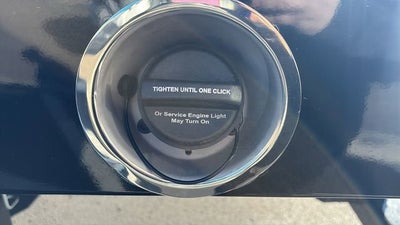 TIGHTEN UNTIL ONE CLICK
Or Service Engine Light
May Turn On